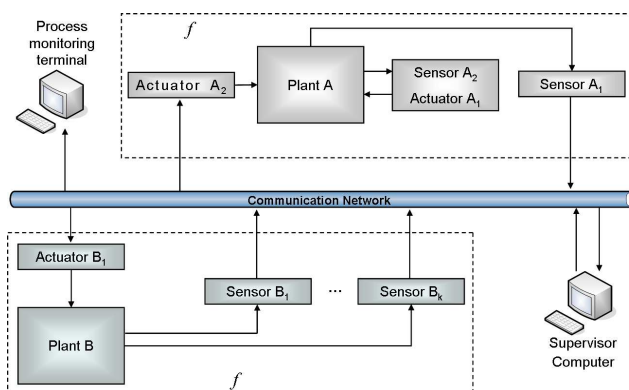 Process
monitoring
terminal
f
Actuator A₂
Plant A
Sensor A₂
Actuator A₁
Sensor A₁
Communication Network
Actuator B₁
Sensor B₁
...
Sensor Bₖ
Plant B
f
Supervisor
Computer